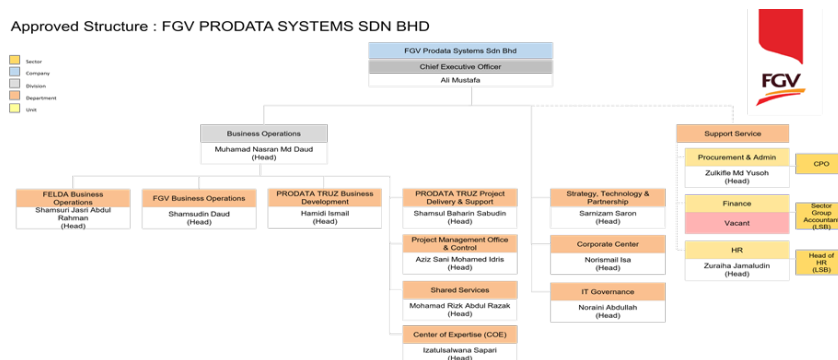 Approved Structure : FGV PRODATA SYSTEMS SDN BHD
Sector
Company
Division
Department
Unit
FGV
FGV Prodata Systems Sdn Bhd
Chief Executive Officer
Ali Mustafa
Business Operations
Muhamad Nasran Md Daud
(Head)
Support Service
Procurement & Admin
Zulkifle Md Yusoh
(Head)
CPO
Finance
Vacant
Sector
Group
Accountant
(LSB)
HR
Zuraiha Jamaludin
(Head)
Head of
HR
(LSB)
FELDA Business
Operations
Shamsuri Jasri Abdul
Rahman
(Head)
FGV Business Operations
Shamsudin Daud
(Head)
PRODATA TRUZ Business
Development
Hamidi Ismail
(Head)
PRODATA TRUZ Project
Delivery & Support
Shamsul Baharin Sabudin
(Head)
Project Management Office
& Control
Aziz Sani Mohamed Idris
(Head)
Shared Services
Mohamad Rizk Abdul Razak
(Head)
Center of Expertise (COE)
Izatulsalwana Sapari
(Head)
Strategy, Technology &
Partnership
Sarnizam Saron
(Head)
Corporate Center
Norismail Isa
(Head)
IT Governance
Noraini Abdullah
(Head)